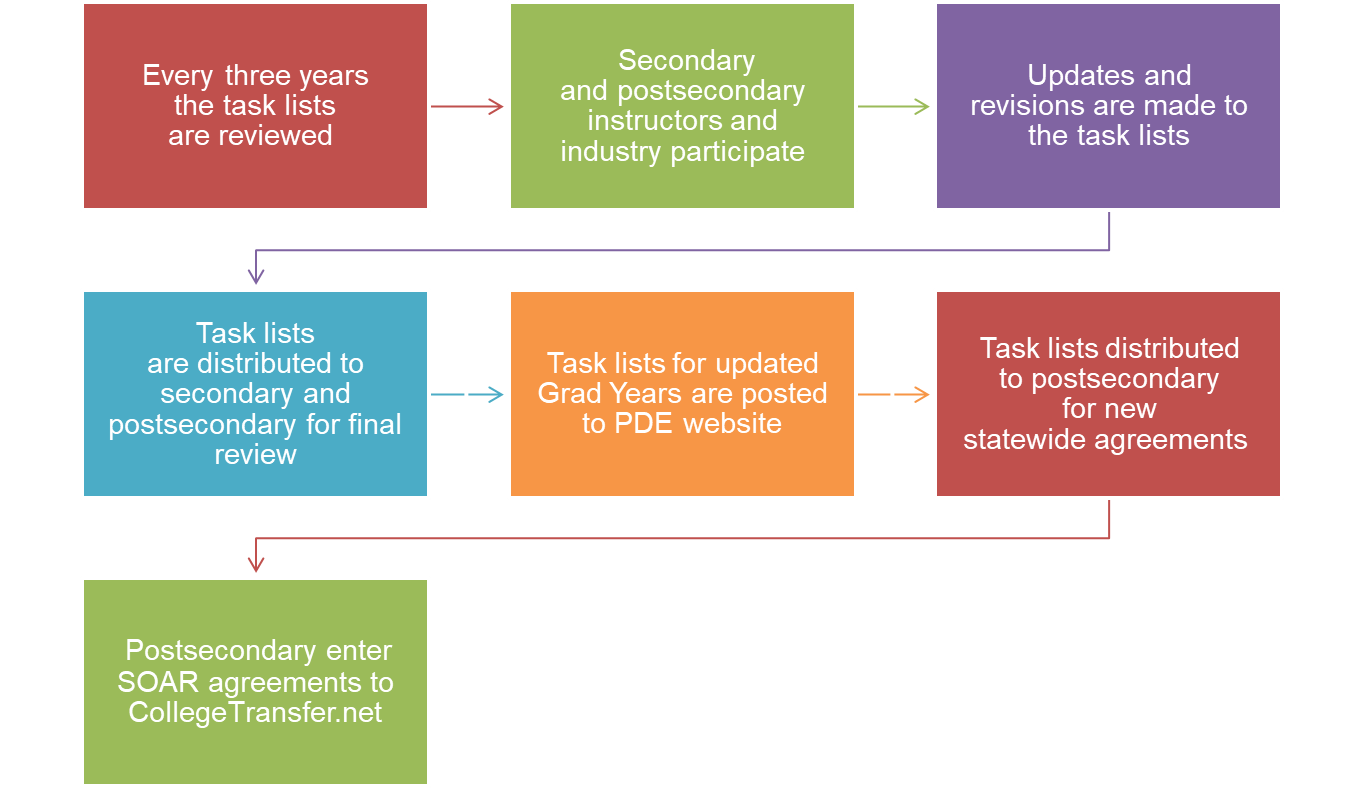 Every three years
the task lists
are reviewed
Secondary
and postsecondary
instructors and
industry participate
Updates and
revisions are made to
the task lists
Task lists
are distributed to
secondary and
postsecondary for final
review
Task lists for updated
Grad Years are posted
to PDE website
Task lists distributed
to postsecondary
for new
statewide agreements
Postsecondary enter
SOAR agreements to
CollegeTransfer.net